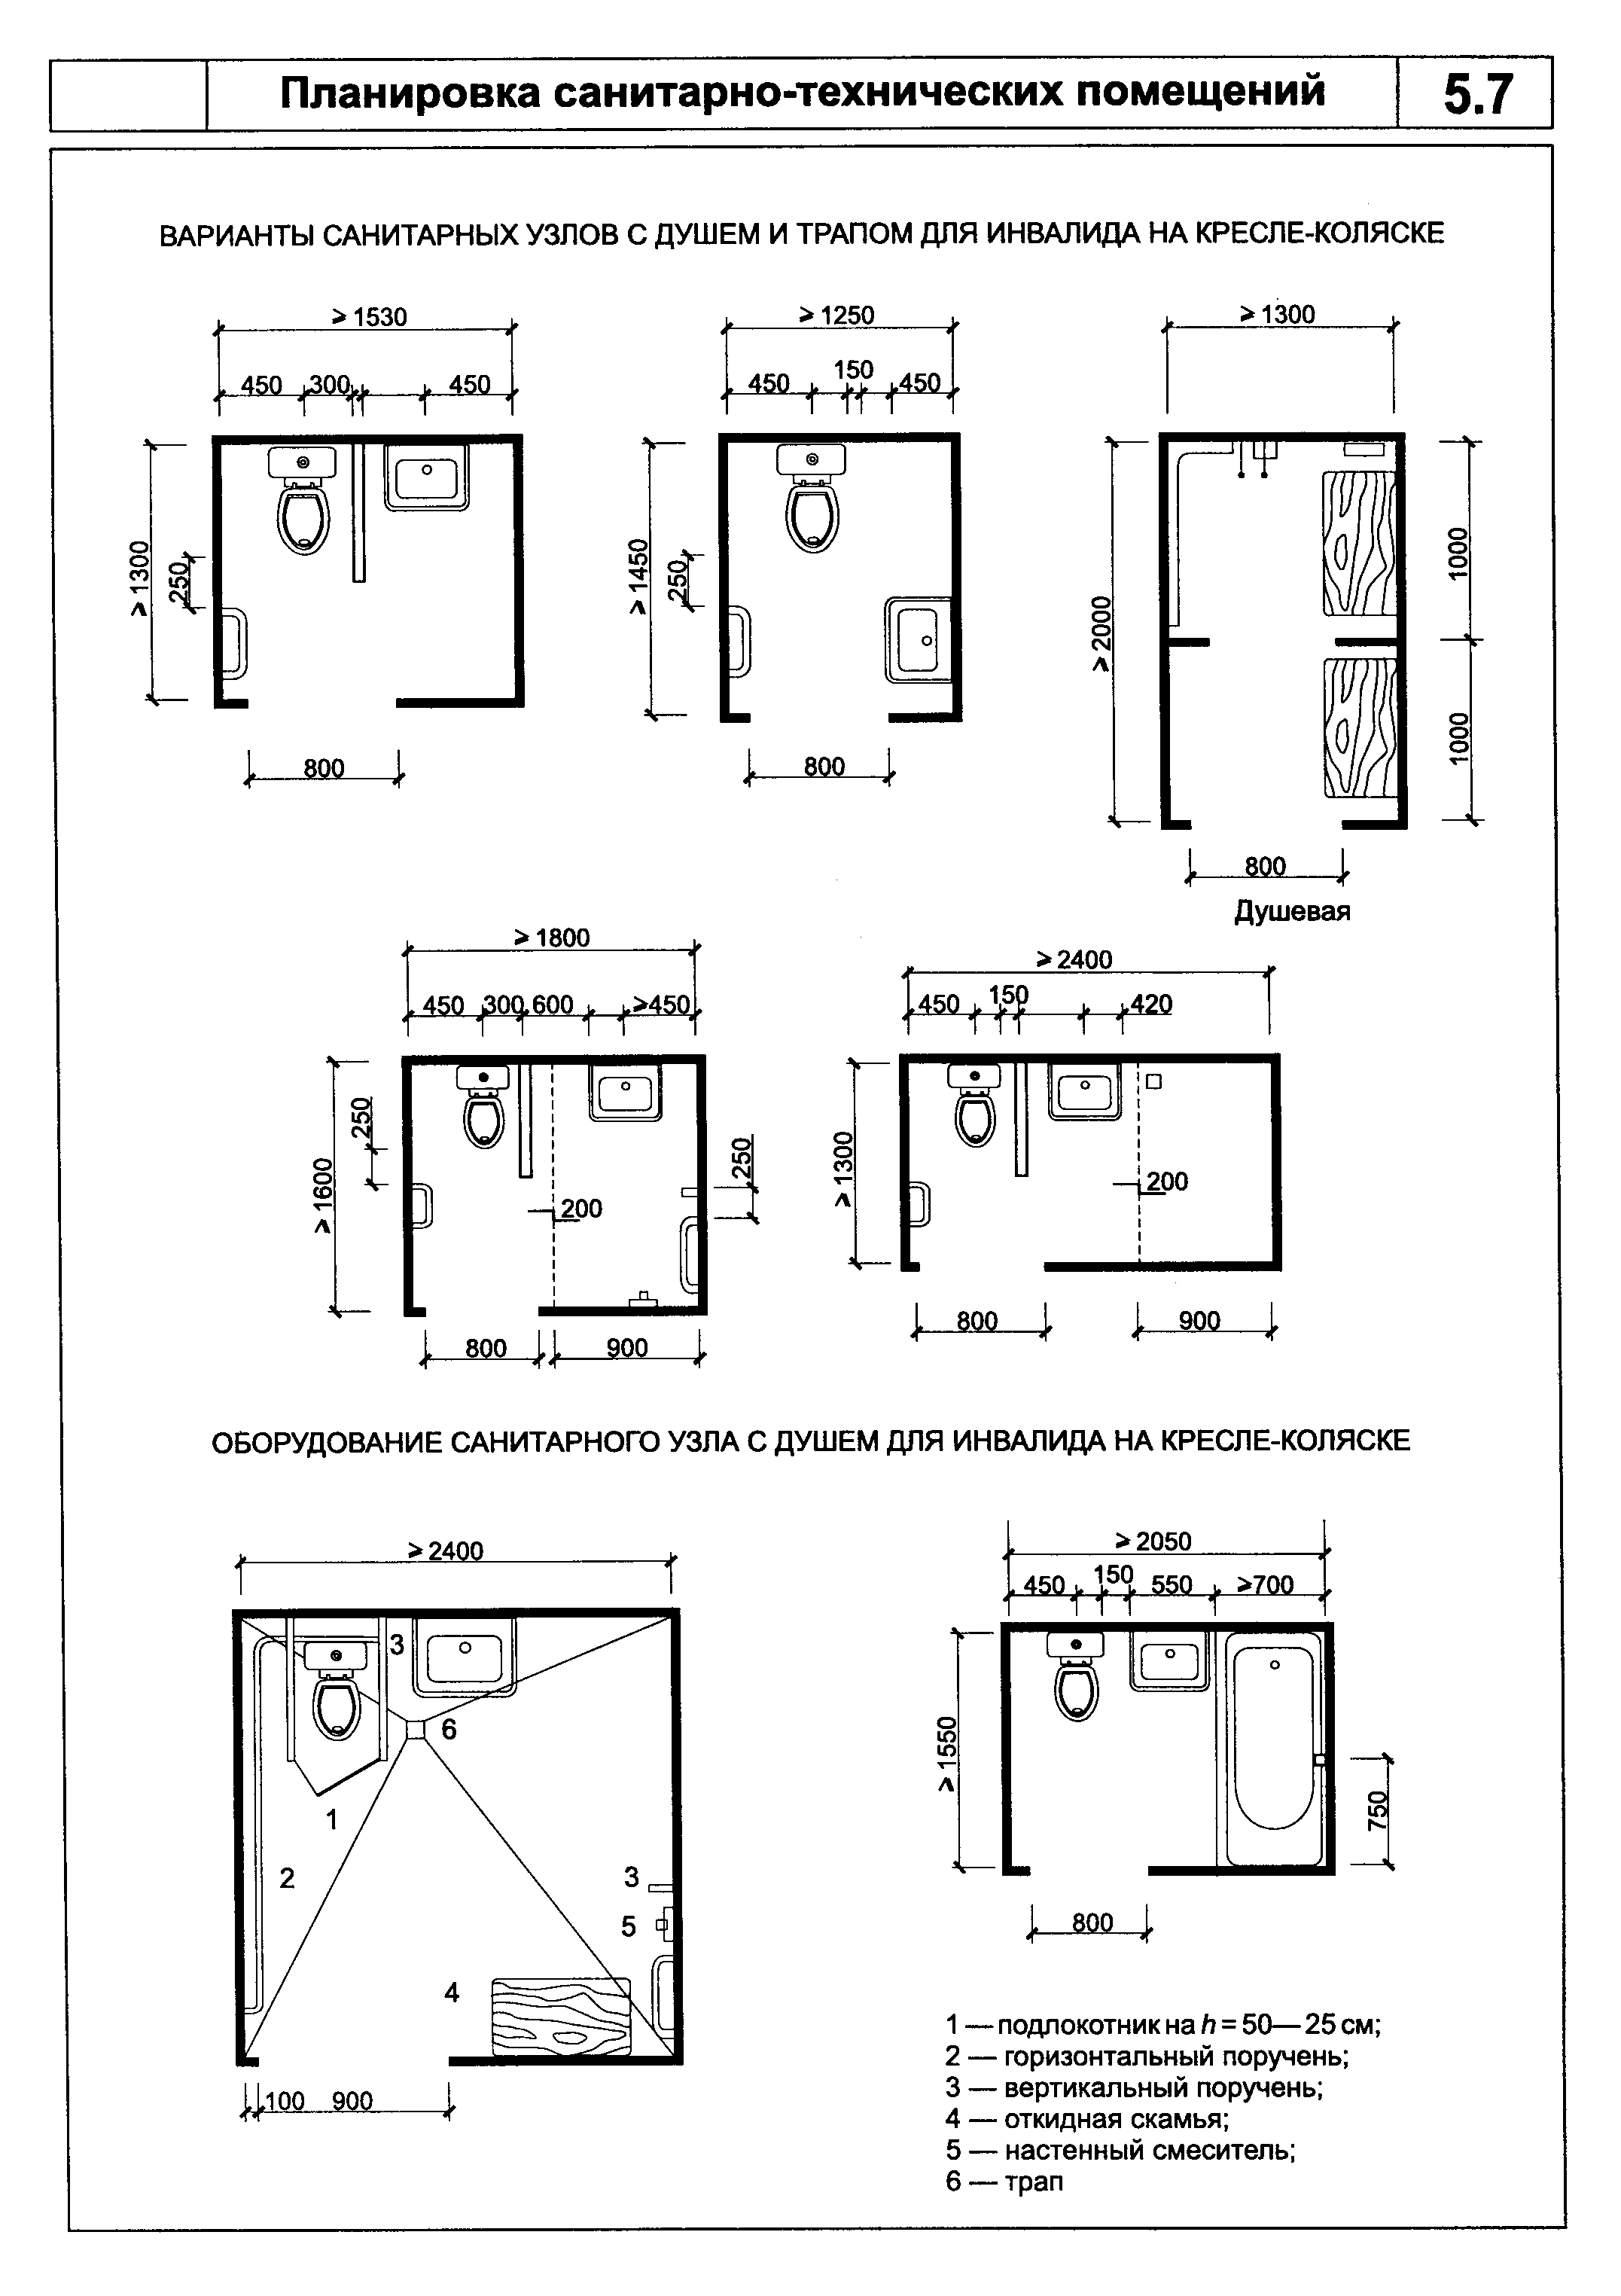 Планировка санитарно-технических помещений
5.7
ВАРИАНТЫ САНИТАРНЫХ УЗЛОВ С ДУШЕМ И ТРАПОМ ДЛЯ ИНВАЛИДА НА КРЕСЛЕ-КОЛЯСКЕ
⩾ 1530
450 300 450
⩾ 1300
250
800
⩾ 1250
450 150 450
⩾ 1450
250
800
⩾ 1300
⩾ 2000
1000
1000
800
Душевая
⩾ 1800
450 300 600 ⩾450
⩾ 1600
250
250
200
800 900
⩾ 2400
450 150 420
⩾ 1300
200
800 900
ОБОРУДОВАНИЕ САНИТАРНОГО УЗЛА С ДУШЕМ ДЛЯ ИНВАЛИДА НА КРЕСЛЕ-КОЛЯСКЕ
⩾ 2400
3
6
1
2
3
5
4
100 900
⩾ 2050
450 150 550 ⩾700
⩾ 1550
750
800
1 — подлокотник на h = 50— 25 см;
2 — горизонтальный поручень;
3 — вертикальный поручень;
4 — откидная скамья;
5 — настенный смеситель;
6 — трап